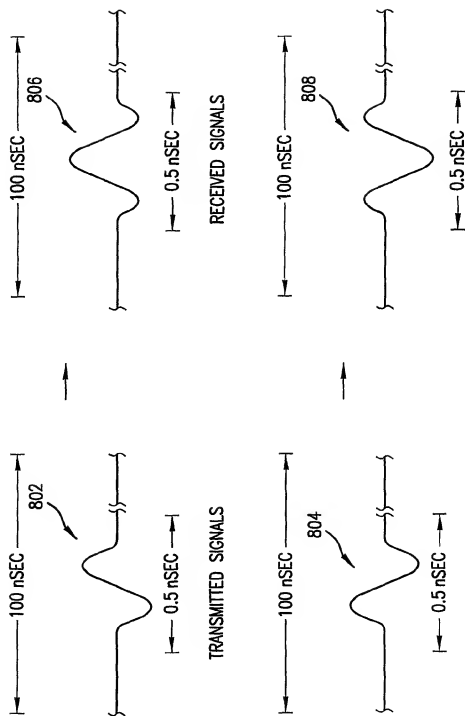 100 nSEC
802
0.5 nSEC
TRANSMITTED SIGNALS
100 nSEC
806
0.5 nSEC
RECEIVED SIGNALS
100 nSEC
804
0.5 nSEC
100 nSEC
808
0.5 nSEC